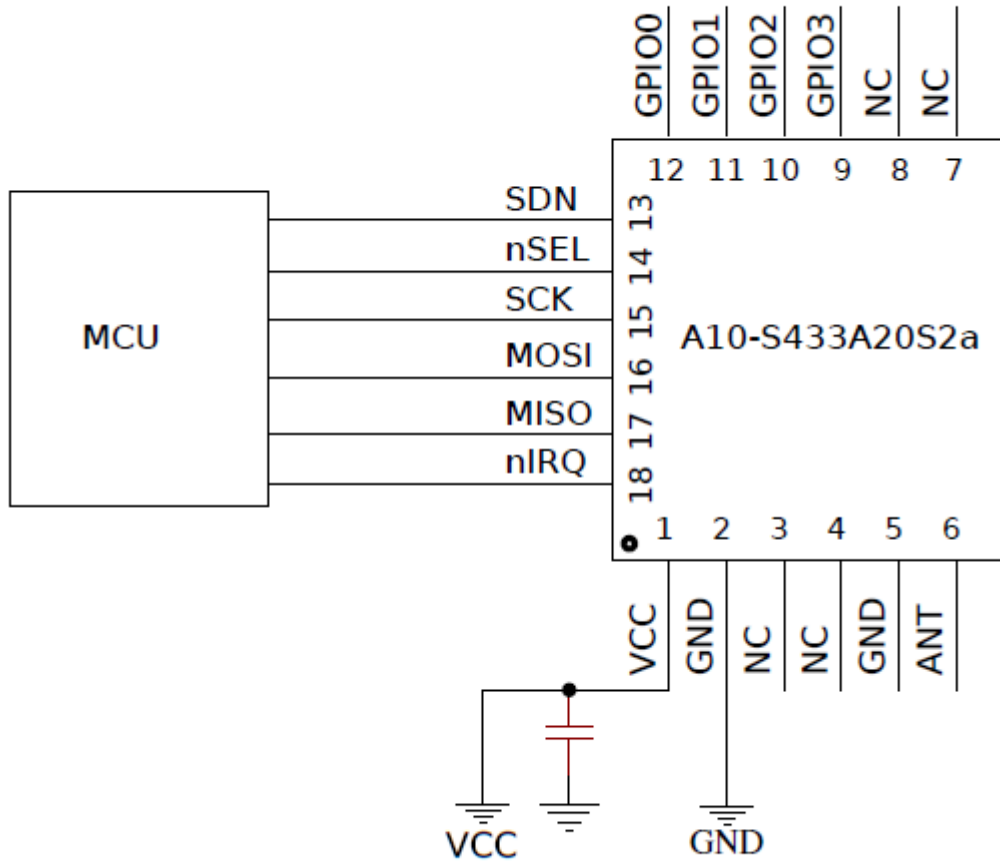 GPIO0
GPIO1
GPIO2
GPIO3
NC
NC
12 11 10 9 8 7
MCU
SDN
nSEL
SCK
MOSI
MISO
nIRQ
13
14
15
16
17
18
A10-S433A20S2a
1 2 3 4 5 6
VCC
GND
NC
NC
GND
ANT
VCC
GND